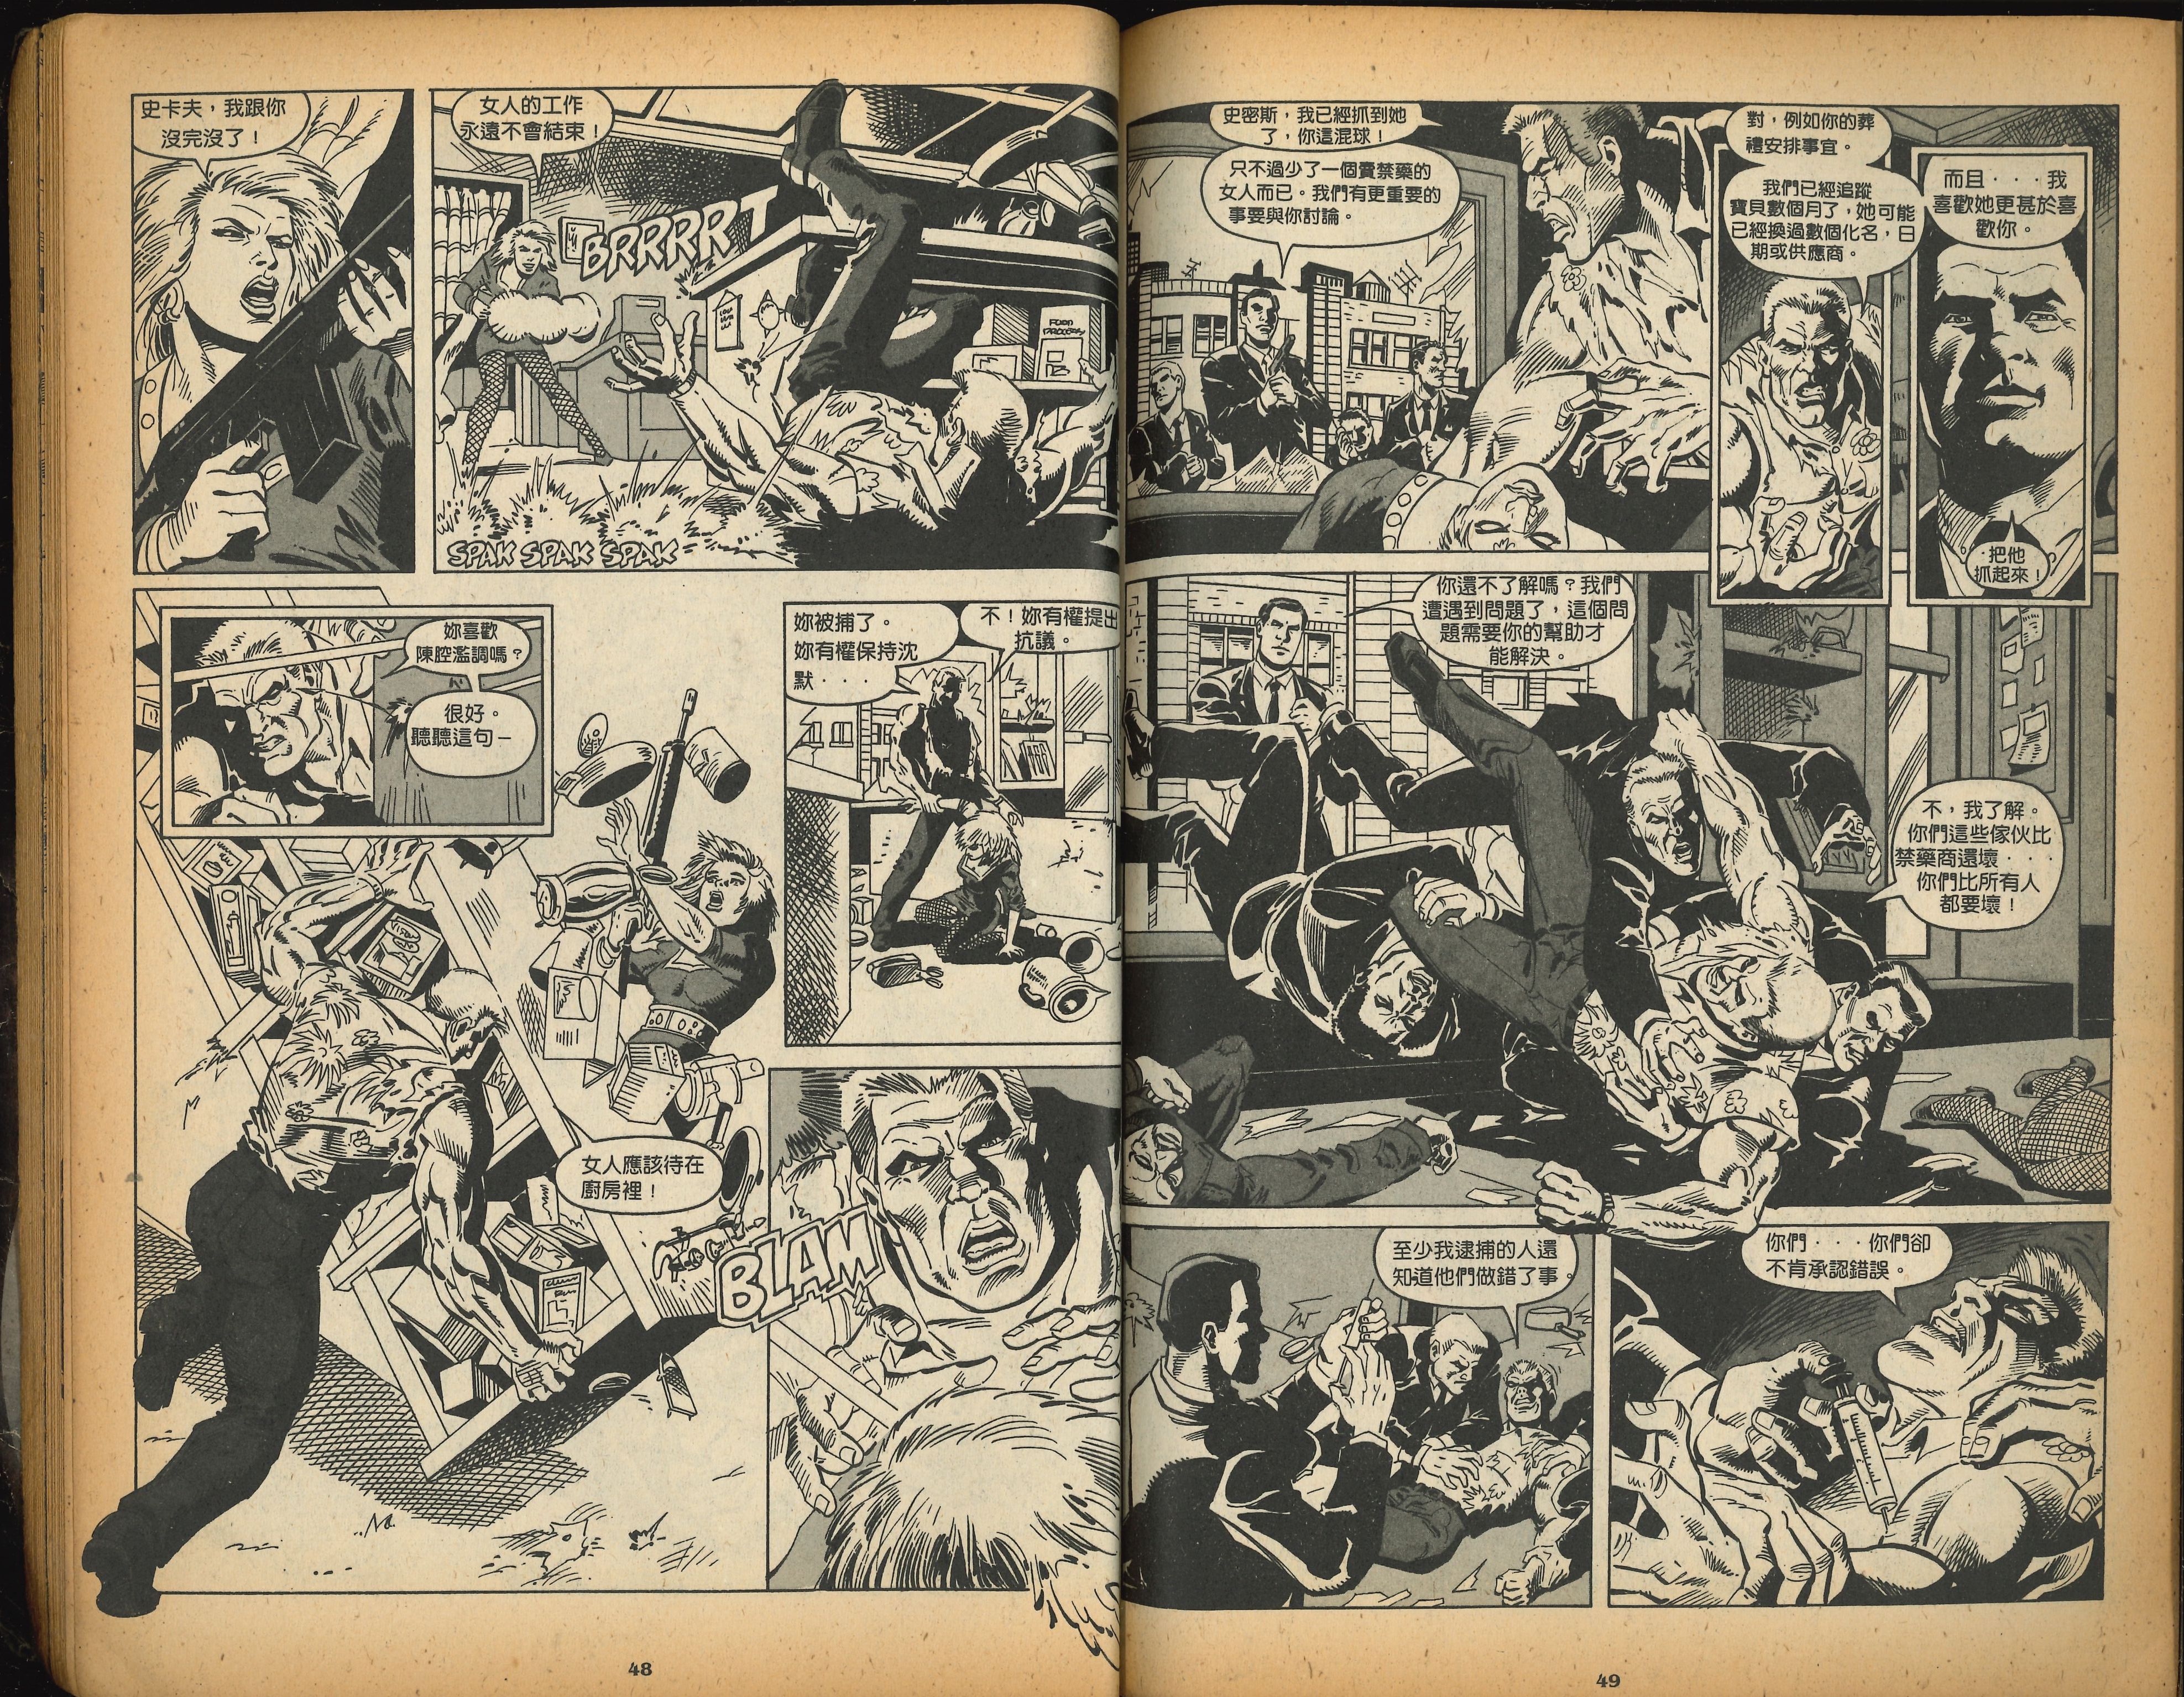 史卡夫，我跟你
沒完沒了！
女人的工作
永遠不會結束！
BRRRRT
FOOD
PROCESSOR
SPAK SPAK SPAK
妳喜歡
陳腔濫調嗎？
很好。
聽聽這句－
女人應該待在
廚房裡！
妳被捕了。
妳有權保持沈
默．．．
不！妳有權提出
抗議。
BLAM
48
史密斯，我已經抓到她
了，你這混球！
只不過少了一個賣禁藥的
女人而已。我們有更重要的
事要與你討論。
對，例如你的葬
禮安排事宜。
我們已經追蹤
寶貝數個月了，她可能
已經換過數個化名，日
期或供應商。
而且．．．我
喜歡她更甚於喜
歡你。
把他
抓起來！
你還不了解嗎？我們
遭遇到問題了，這個問
題需要你的幫助才
能解決。
不，我了解。
你們這些傢伙比
禁藥商還壞．．．
你們比所有人
都要壞！
至少我逮捕的人還
知道他們做錯了事。
你們．．．你們卻
不肯承認錯誤。
49